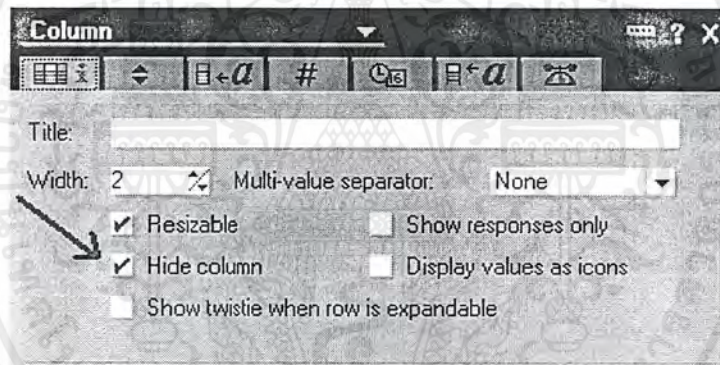 Column ?
a # 16 a
Title:
Width: 2 Multi-value separator: None
Resizable Show responses only
Hide column Display values as icons
Show twistie when row is expandable